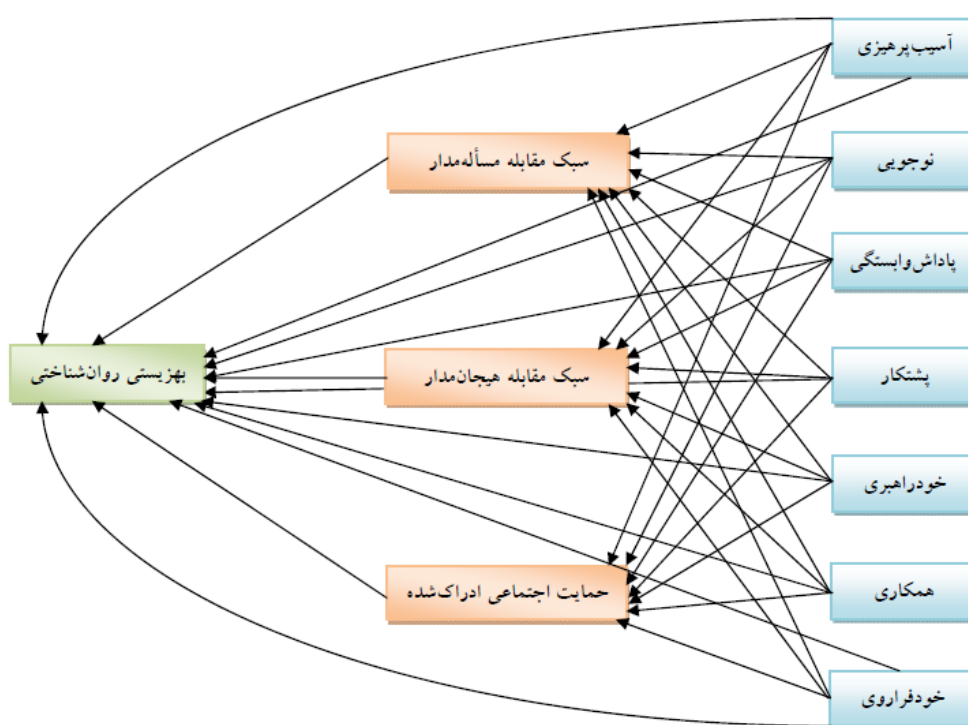 آسیب‌پرهیزی
نوجویی
پاداش‌وابستگی
پشتکار
خودراهبری
همکاری
خودفراروی
سبک مقابله مسأله‌مدار
سبک مقابله هیجان‌مدار
حمایت اجتماعی ادراک‌شده
بهزیستی روان‌شناختی